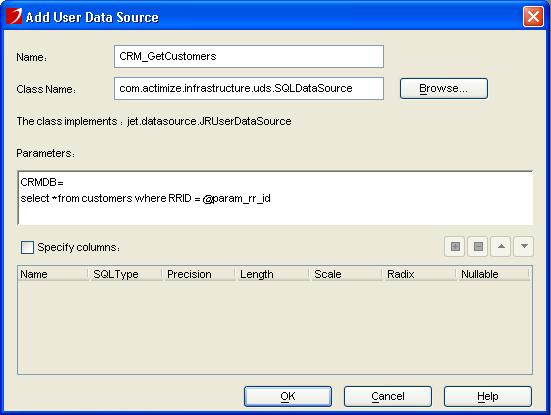 Add User Data Source
Name:
CRM_GetCustomers
Class Name:
com.actimize.infrastructure.uds.SQLDataSource
Browse...
The class implements : jet.datasource.JRUserDataSource
Parameters:
CRMDB=
select *from customers where RRID = @param_rr_id
Specify columns:
Name SQLType Precision Length Scale Radix Nullable
OK Cancel Help